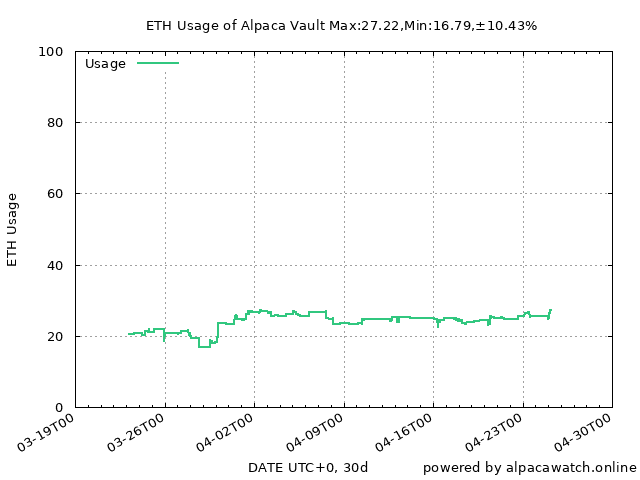 ETH Usage of Alpaca Vault Max:27.22,Min:16.79,±10.43%
Usage
100
80
60
40
20
0
ETH Usage
03-19T00
03-26T00
04-02T00
04-09T00
04-16T00
04-23T00
04-30T00
DATE UTC+0, 30d
powered by alpacawatch.online